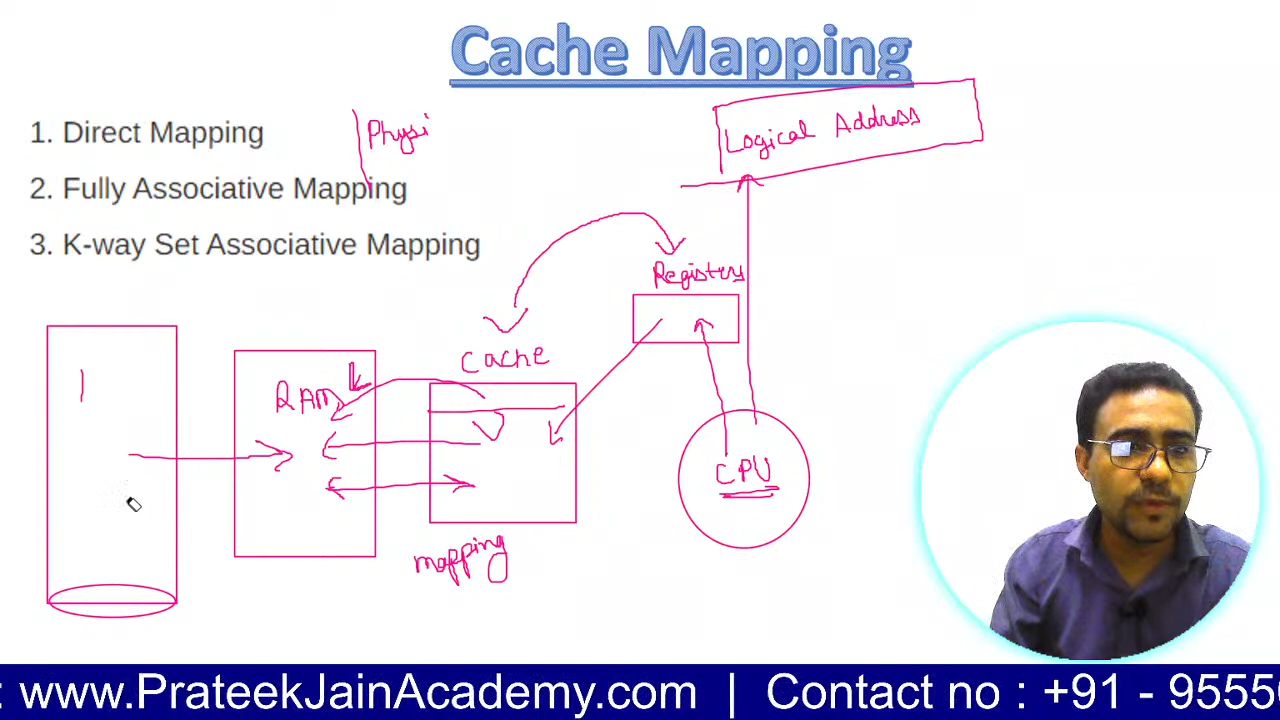 Cache Mapping
1. Direct Mapping
2. Fully Associative Mapping
3. K-way Set Associative Mapping
Physi
Logical Address
Registers
Cache
RAM
CPU
mapping
: www.PrateekJainAcademy.com | Contact no : +91 - 9555